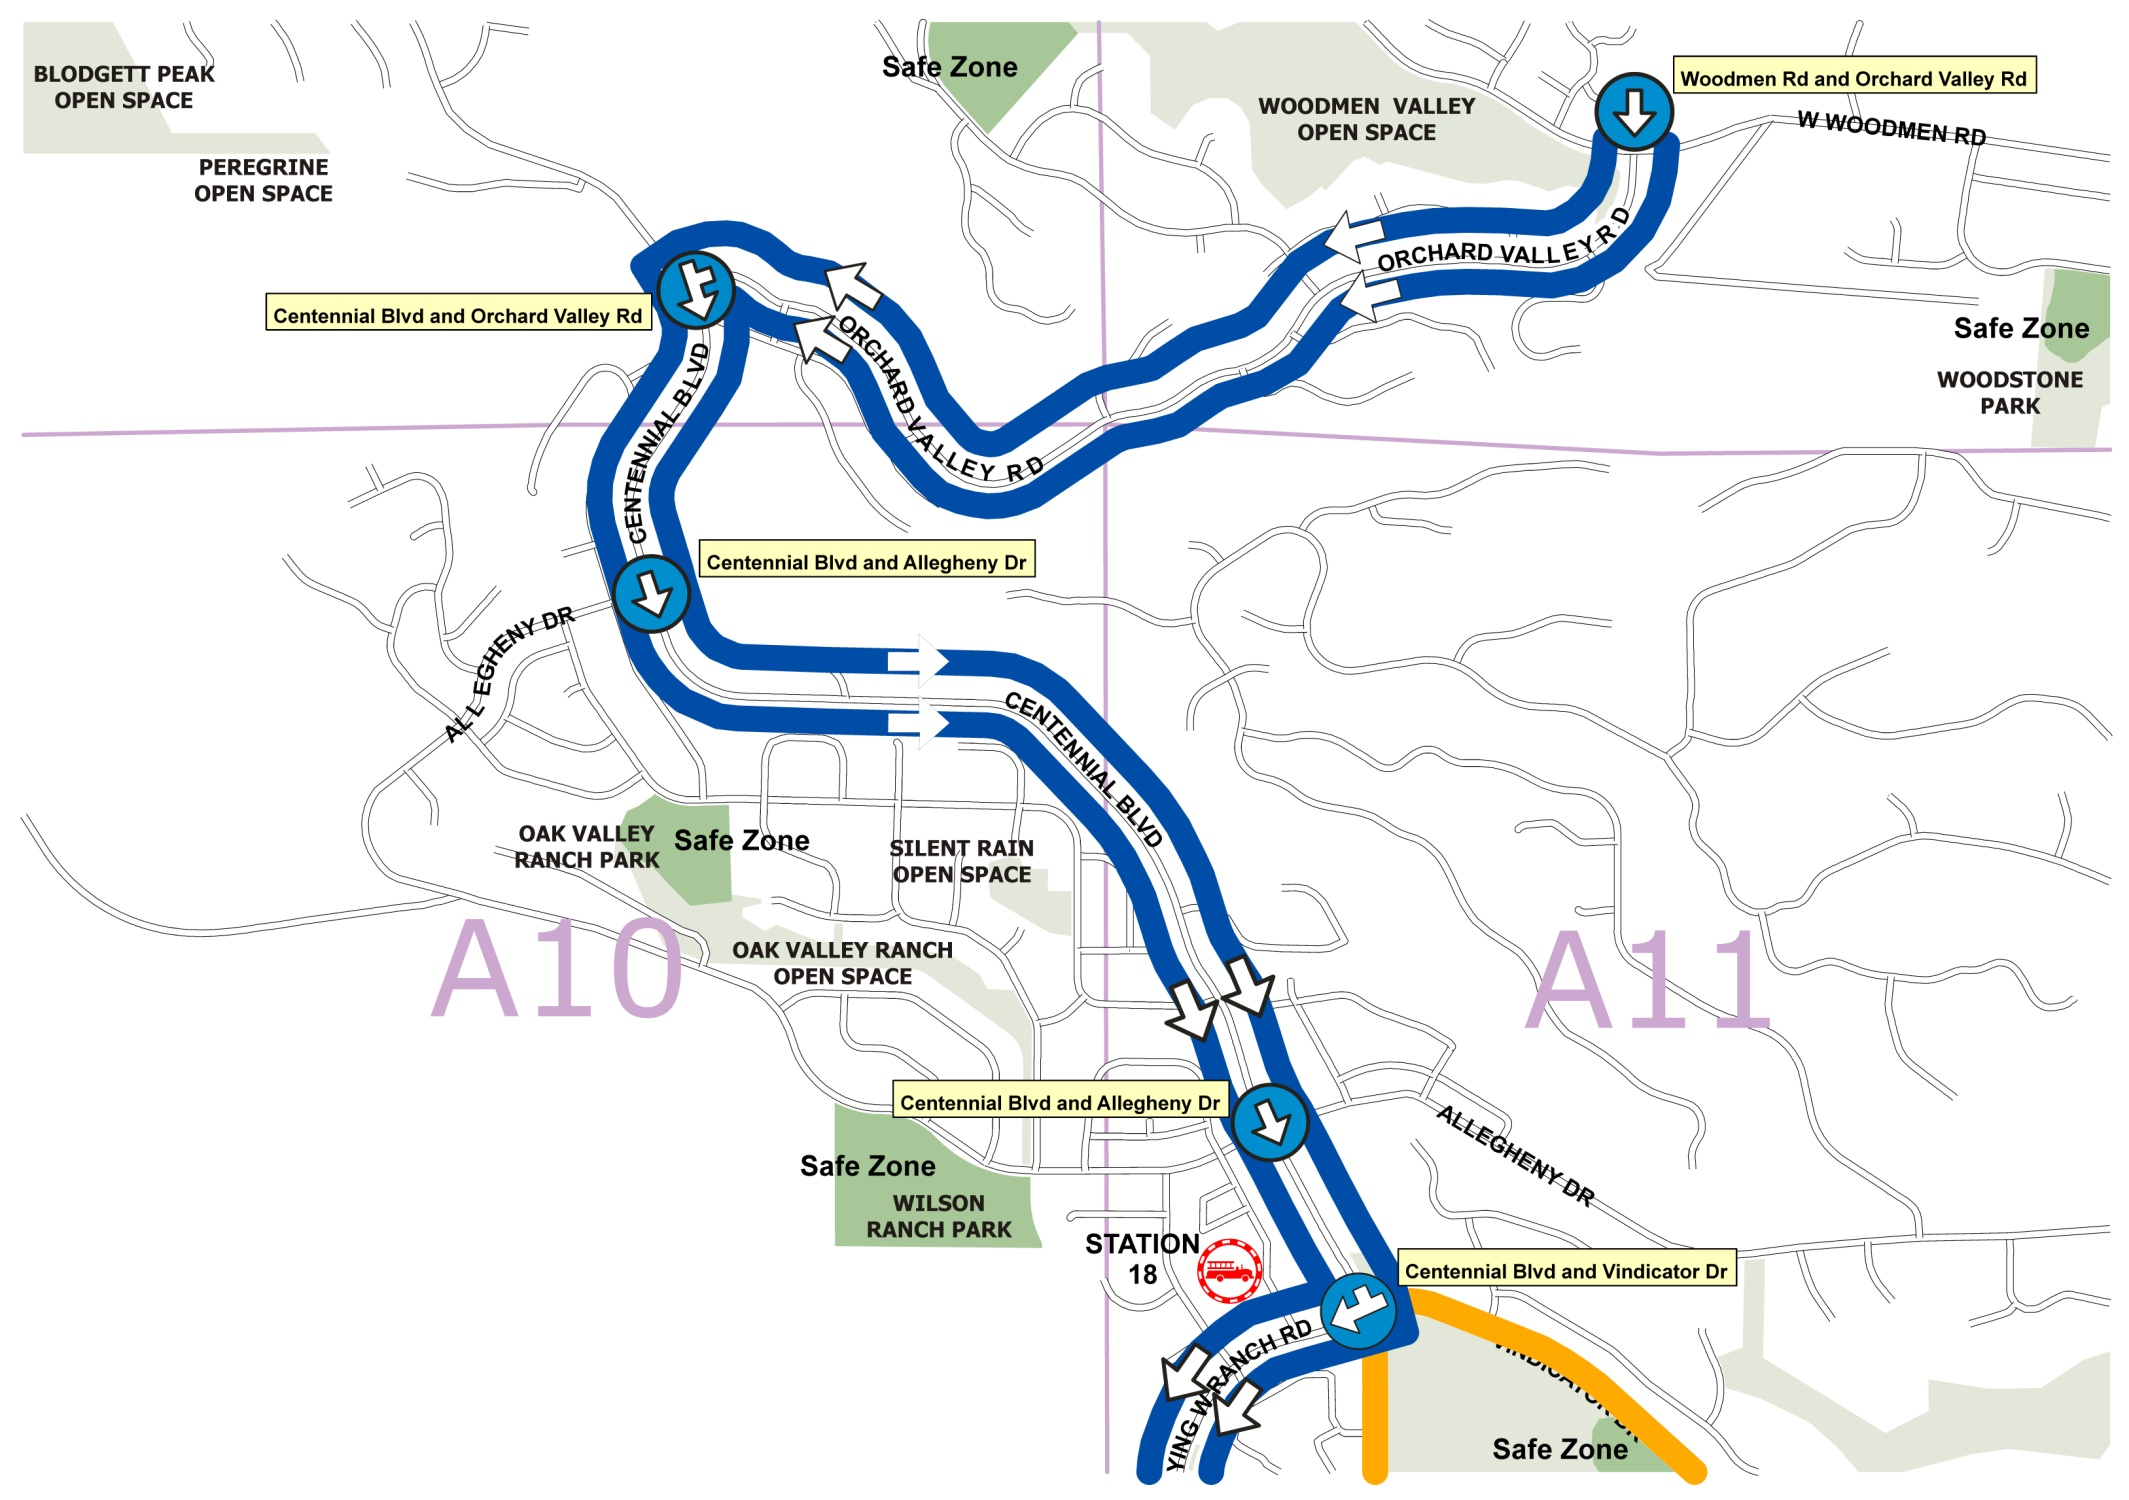 BLODGETT PEAK
OPEN SPACE
PEREGRINE
OPEN SPACE
Safe Zone
WOODMEN VALLEY
OPEN SPACE
Woodmen Rd and Orchard Valley Rd
W WOODMEN RD
ORCHARD VALLEY RD
Centennial Blvd and Orchard Valley Rd
Safe Zone
WOODSTONE
PARK
ORCHARD VALLEY RD
CENTENNIAL BLVD
Centennial Blvd and Allegheny Dr
ALLEGHENY DR
CENTENNIAL BLVD
OAK VALLEY
RANCH PARK
Safe Zone
SILENT RAIN
OPEN SPACE
A10
OAK VALLEY RANCH
OPEN SPACE
A11
Centennial Blvd and Allegheny Dr
ALLEGHENY DR
Safe Zone
WILSON
RANCH PARK
STATION
18
Centennial Blvd and Vindicator Dr
YING W RANCH RD
VINDICATOR DR
Safe Zone